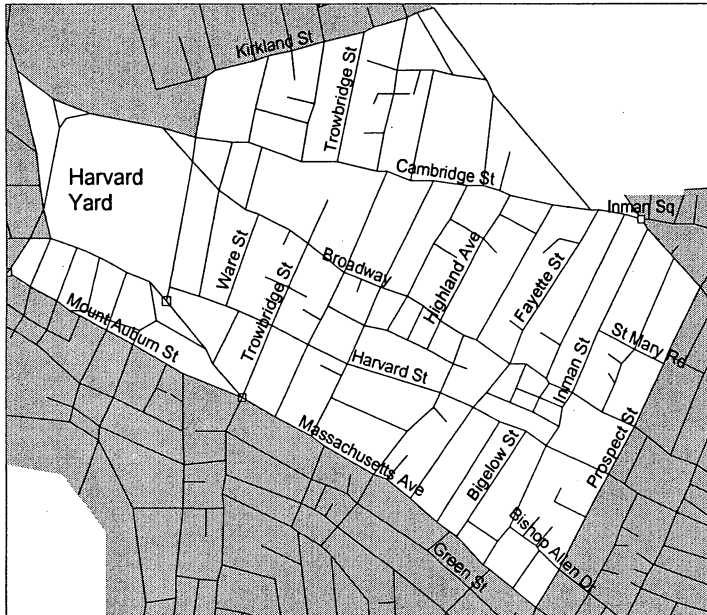 Kirkland St
Trowbridge St
Harvard
Yard
Cambridge St
Inman Sq
Ware St
Broadway
Highland Ave
Fayette St
Trowbridge St
Mount Auburn St
St Mary Rd
Harvard St
Inman St
Prospect St
Massachusetts Ave
Bigelow St
Bishop Allen Dr
Green St